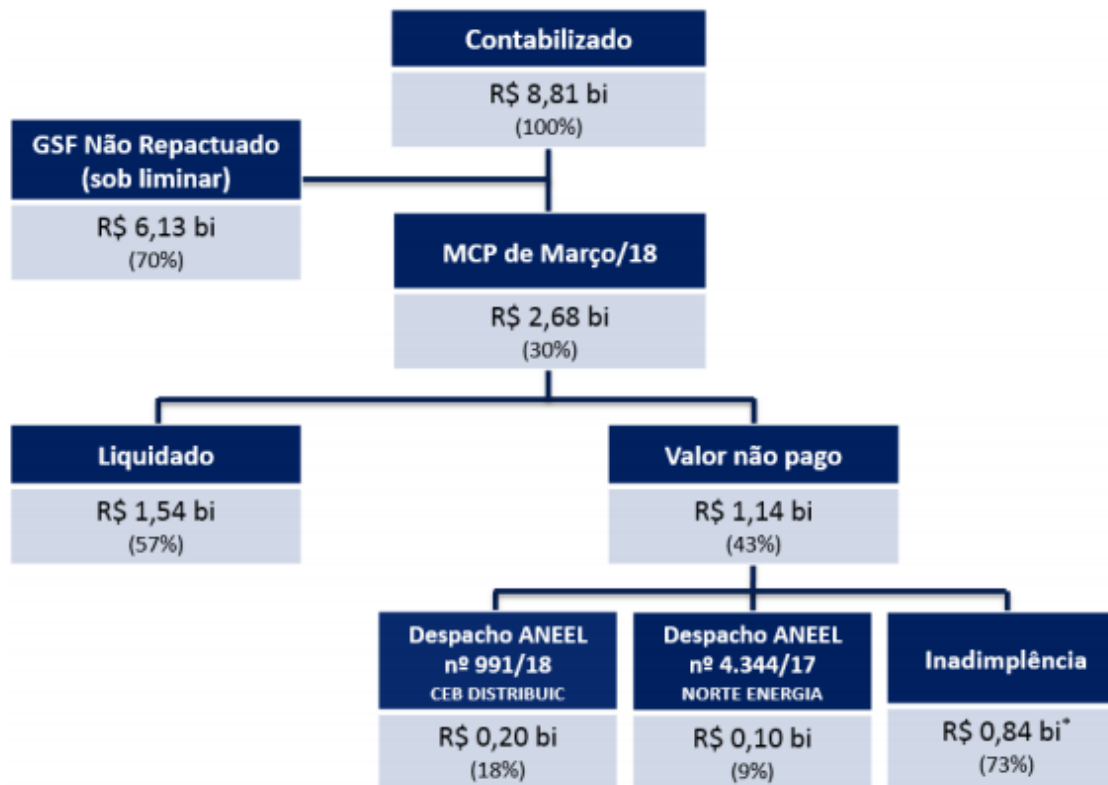 Contabilizado
R$ 8,81 bi
(100%)
GSF Não Repactuado
(sob liminar)
R$ 6,13 bi
(70%)
MCP de Março/18
R$ 2,68 bi
(30%)
Liquidado
R$ 1,54 bi
(57%)
Valor não pago
R$ 1,14 bi
(43%)
Despacho ANEEL
nº 991/18
CEB DISTRIBUIC
R$ 0,20 bi
(18%)
Despacho ANEEL
nº 4.344/17
NORTE ENERGIA
R$ 0,10 bi
(9%)
Inadimplência
R$ 0,84 bi*
(73%)